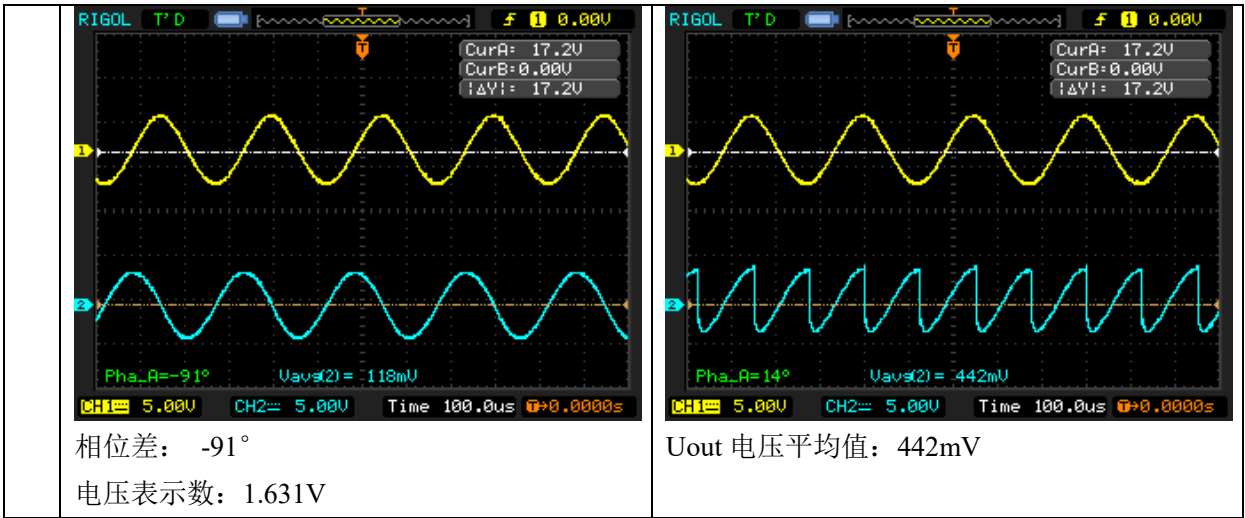 RIGOL T'D f 1 0.00V
T
CurA= 17.2V
CurB=0.00V
|ΔY|= 17.2V
1
2
Pha_A=-91° Vavg(2)= -118mV
CH1 5.00V CH2 5.00V Time 100.0us T→0.0000s
相位差： -91°
电压表示数：1.631V
RIGOL T'D f 1 0.00V
T
CurA= 17.2V
CurB=0.00V
|ΔY|= 17.2V
1
2
Pha_A=14° Vavg(2)= -442mV
CH1 5.00V CH2 5.00V Time 100.0us T→0.0000s
Uout 电压平均值：442mV